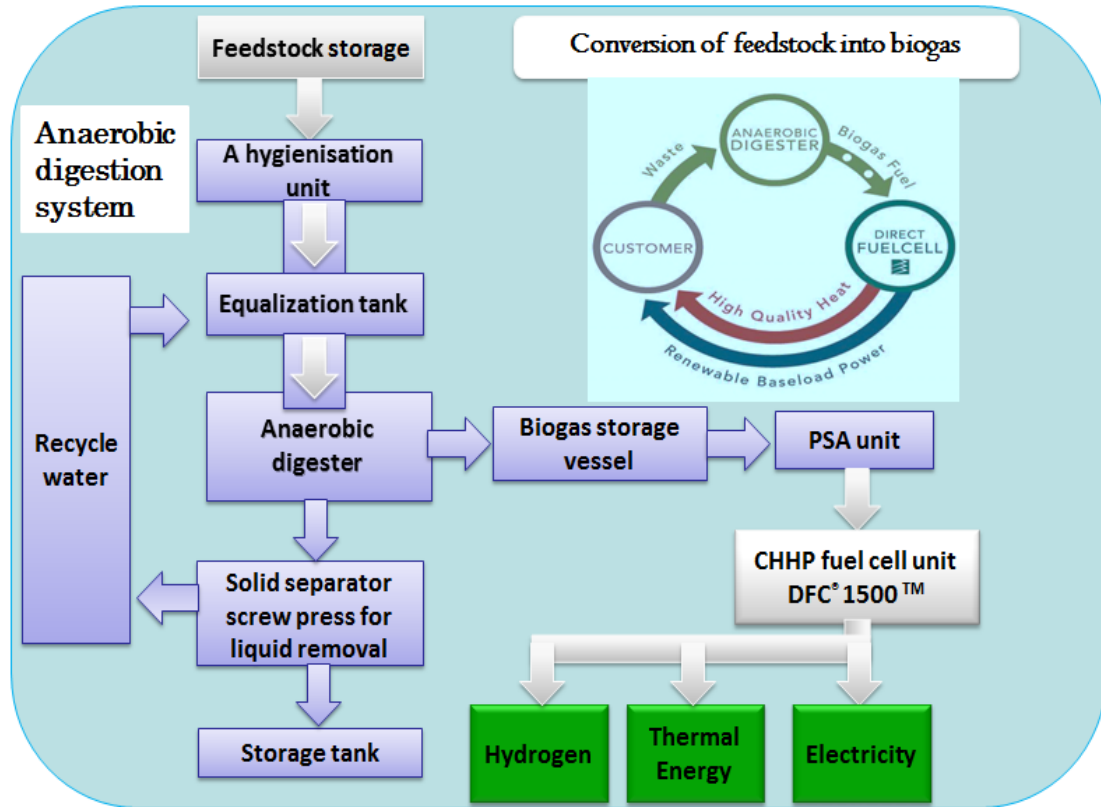 Feedstock storage
Conversion of feedstock into biogas
Anaerobic
digestion
system
A hygienisation
unit
Waste
ANAEROBIC
DIGESTER
Biogas Fuel
CUSTOMER
DIRECT
FUELCELL
High Quality Heat
Renewable Baseload Power
Equalization tank
Recycle
water
Anaerobic
digester
Biogas storage
vessel
PSA unit
CHHP fuel cell unit
DFC® 1500 ™
Solid separator
screw press for
liquid removal
Storage tank
Hydrogen
Thermal
Energy
Electricity